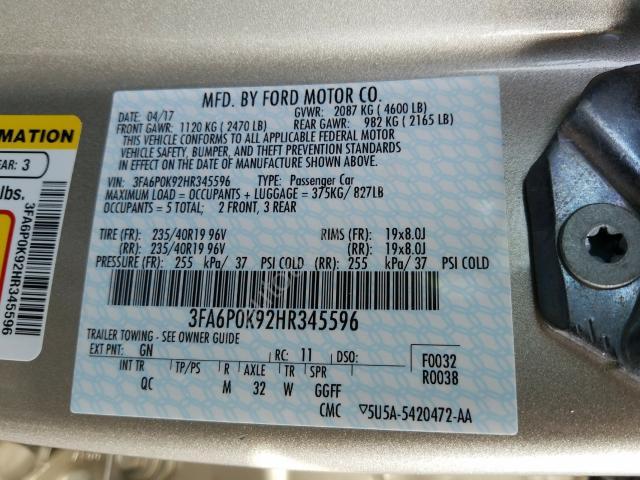 MFD. BY FORD MOTOR CO.
DATE: 04/17 GVWR: 2087 KG ( 4600 LB)
FRONT GAWR: 1120 KG ( 2470 LB) REAR GAWR: 982 KG ( 2165 LB)
THIS VEHICLE CONFORMS TO ALL APPLICABLE FEDERAL MOTOR
VEHICLE SAFETY, BUMPER, AND THEFT PREVENTION STANDARDS
IN EFFECT ON THE DATE OF MANUFACTURE SHOWN ABOVE.
VIN: 3FA6P0K92HR345596 TYPE: Passenger Car
MAXIMUM LOAD = OCCUPANTS + LUGGAGE = 375KG/ 827LB
OCCUPANTS = 5 TOTAL; 2 FRONT, 3 REAR
TIRE (FR): 235/40R19 96V RIMS (FR): 19x8.0J
(RR): 235/40R19 96V (RR): 19x8.0J
PRESSURE (FR): 255 kPa/ 37 PSI COLD (RR): 255 kPa/ 37 PSI COLD
3FA6P0K92HR345596
TRAILER TOWING - SEE OWNER GUIDE
EXT PNT: GN RC: 11 DSO: F0032
INT TR TP/PS R AXLE TR SPR R0038
QC M 32 W GGFF
CMC ▽5U5A-5420472-AA
RMATION
EAR: 3
lbs.
3FA6P0K92HR345596